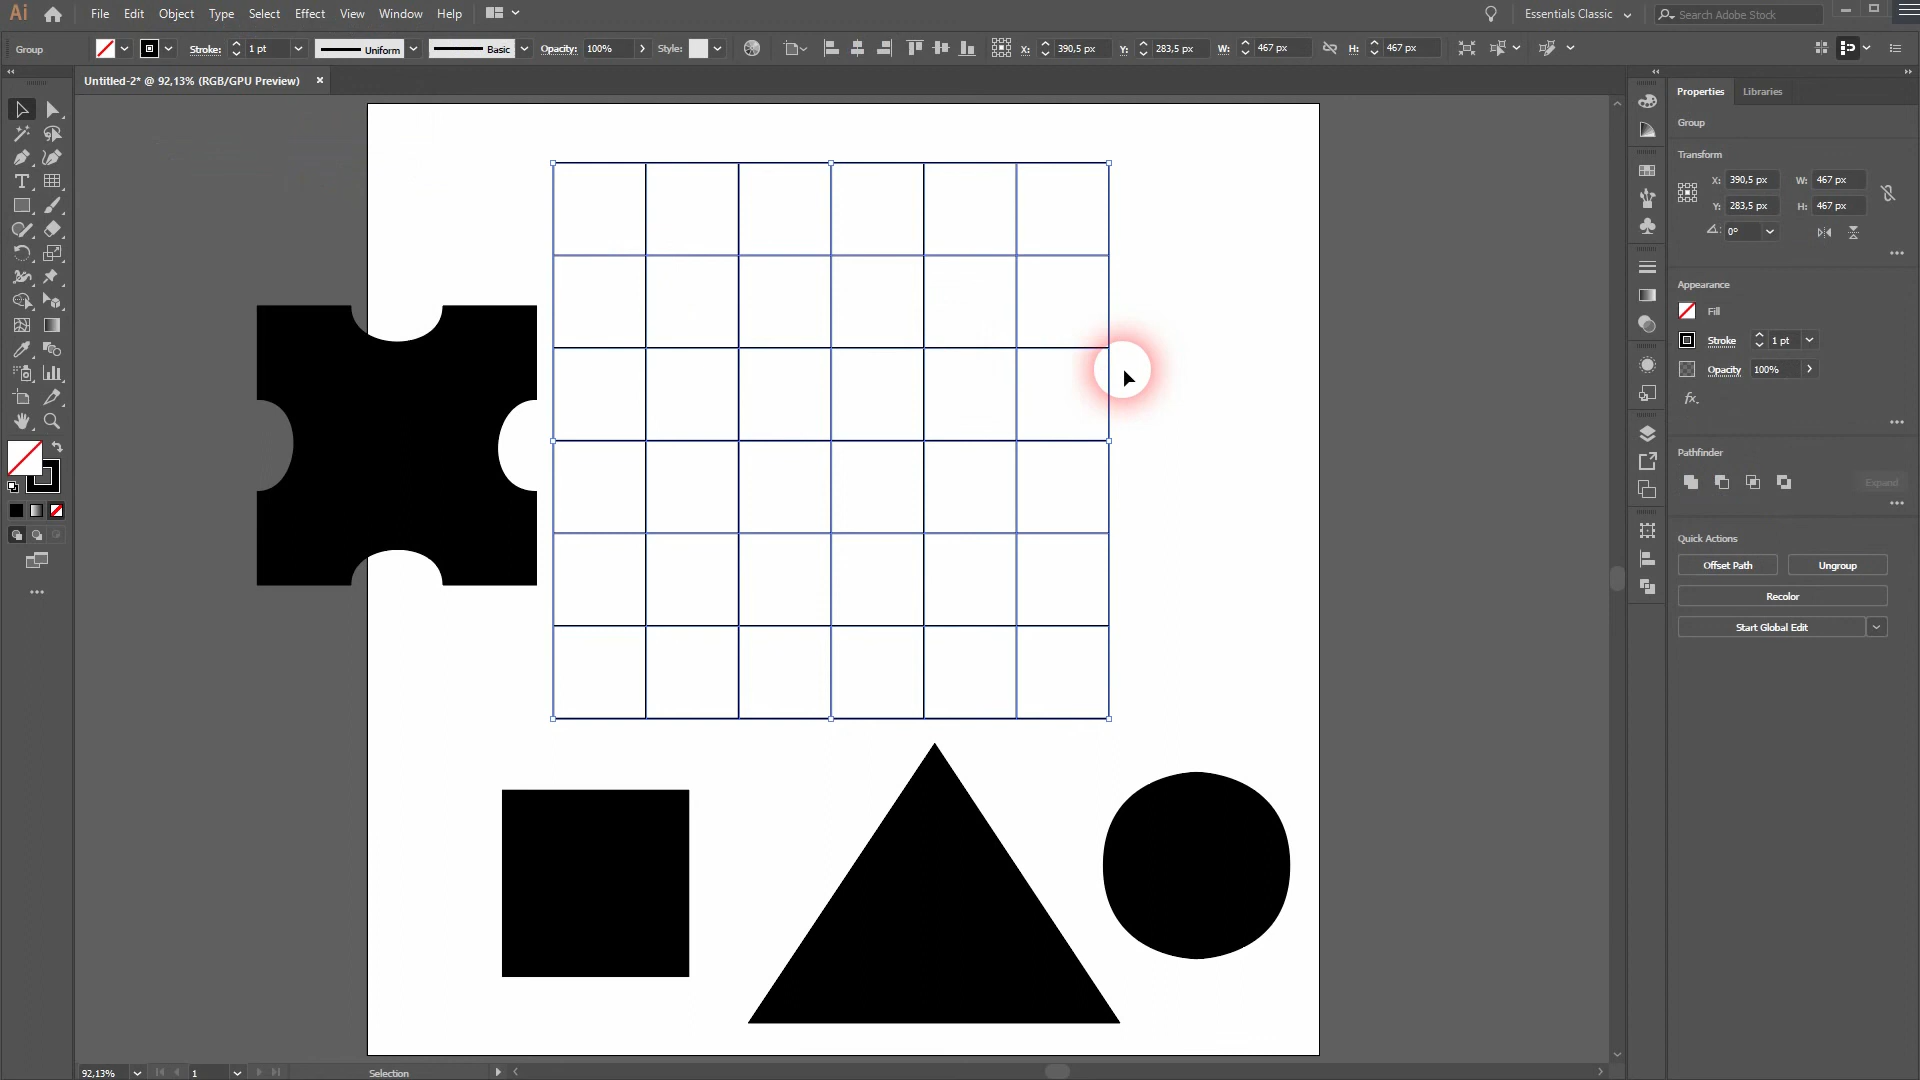 Ai File Edit Object Type Select Effect View Window Help Essentials Classic Search Adobe Stock
Group Stroke: 1 pt Uniform Basic Opacity: 100% Style: X: 390,5 px Y: 283,5 px W: 467 px H: 467 px
Untitled-2* @ 92,13% (RGB/GPU Preview) ×
Properties Libraries
Group
Transform
X: 390,5 px W: 467 px
Y: 283,5 px H: 467 px
0°
Appearance
Fill
Stroke 1 pt
Opacity 100%
fx.
Pathfinder
Expand
Quick Actions
Offset Path Ungroup
Recolor
Start Global Edit
92,13% 1 Selection